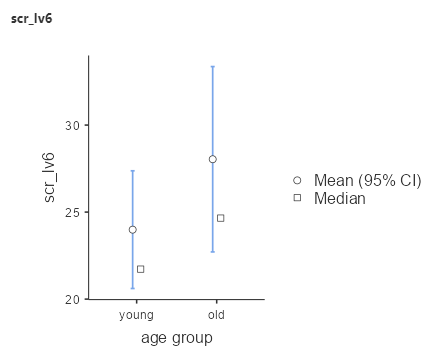 scr_lv6
30
25
20
scr_lv6
young
old
age group
Mean (95% CI)
Median